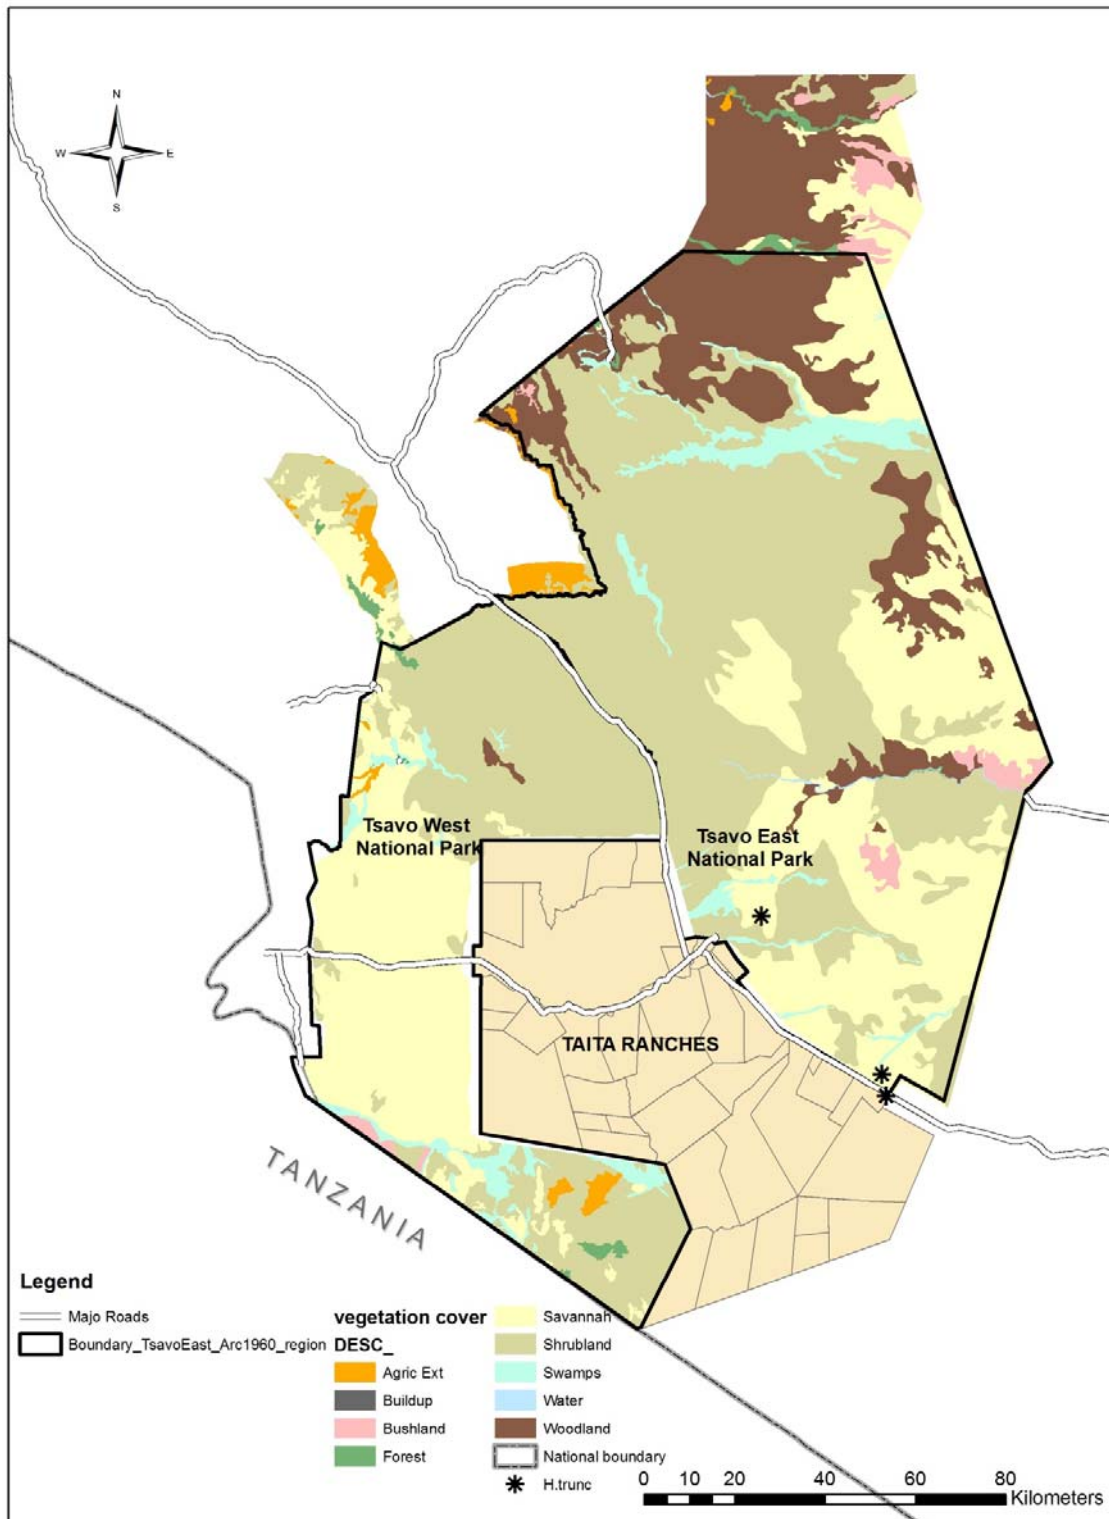 N
W E
S
Tsavo West
National Park
Tsavo East
National Park
TAITA RANCHES
TANZANIA
Legend
Majo Roads
Boundary_TsavoEast_Arc1960_region
vegetation cover
DESC_
Agric Ext
Buildup
Bushland
Forest
Savannah
Shrubland
Swamps
Water
Woodland
National boundary
H.trunc
0 10 20 40 60 80
Kilometers